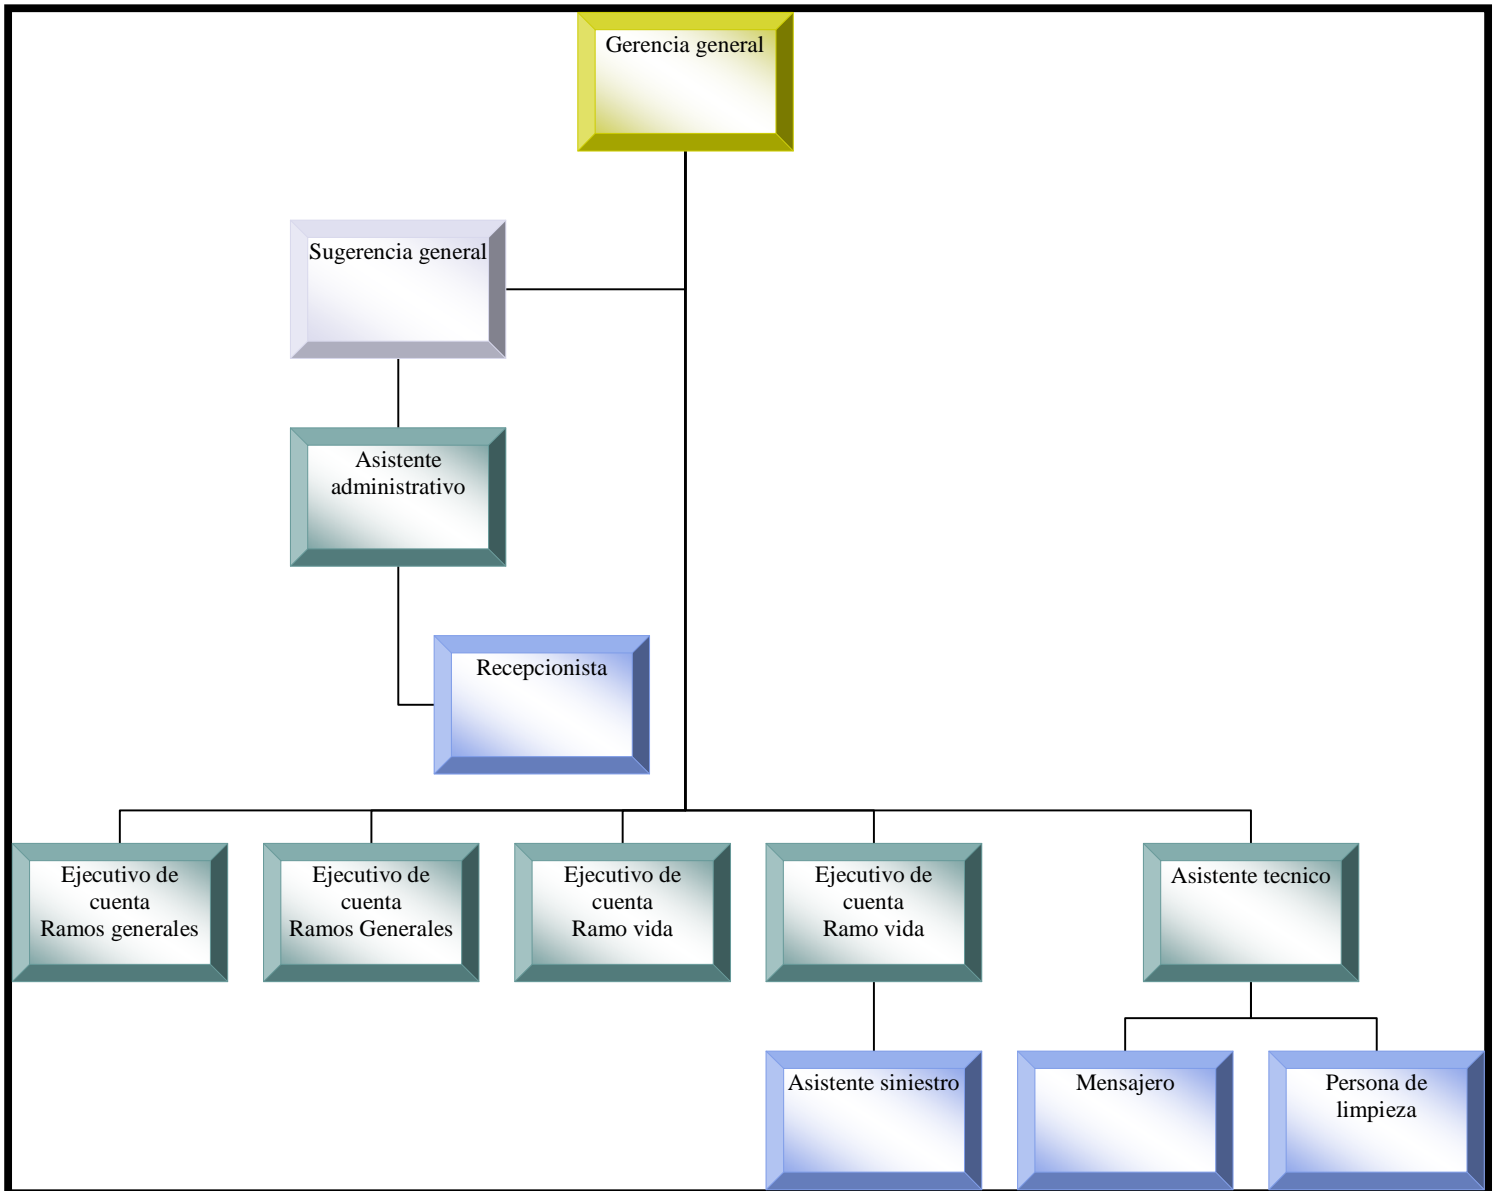 Gerencia general
Sugerencia general
Asistente
administrativo
Recepcionista
Ejecutivo de
cuenta
Ramos generales
Ejecutivo de
cuenta
Ramos Generales
Ejecutivo de
cuenta
Ramo vida
Ejecutivo de
cuenta
Ramo vida
Asistente tecnico
Asistente siniestro
Mensajero
Persona de
limpieza